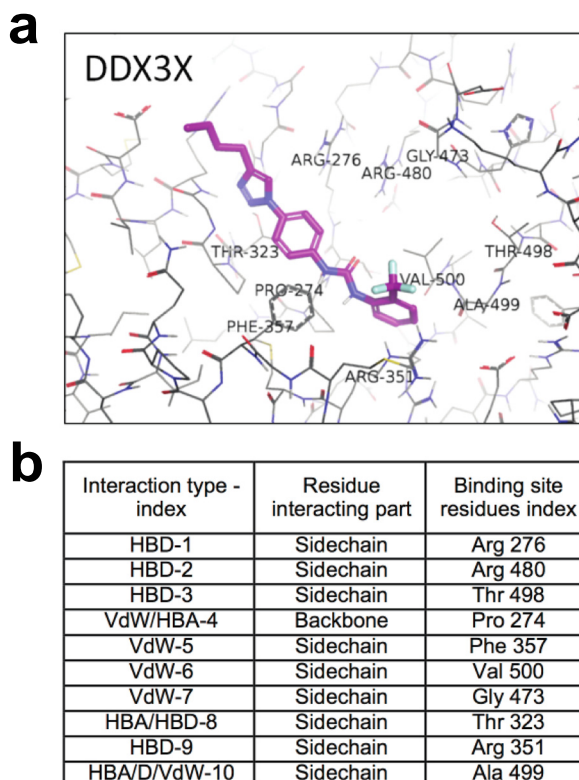 a
DDX3X
ARG-276
ARG-480
GLY-473
THR-323
THR-498
PRO-274
VAL-500
ALA-499
PHE-357
ARG-351
b
Interaction type - index Residue interacting part Binding site residues index
HBD-1 Sidechain Arg 276
HBD-2 Sidechain Arg 480
HBD-3 Sidechain Thr 498
VdW/HBA-4 Backbone Pro 274
VdW-5 Sidechain Phe 357
VdW-6 Sidechain Val 500
VdW-7 Sidechain Gly 473
HBA/HBD-8 Sidechain Thr 323
HBD-9 Sidechain Arg 351
HBA/D/VdW-10 Sidechain Ala 499